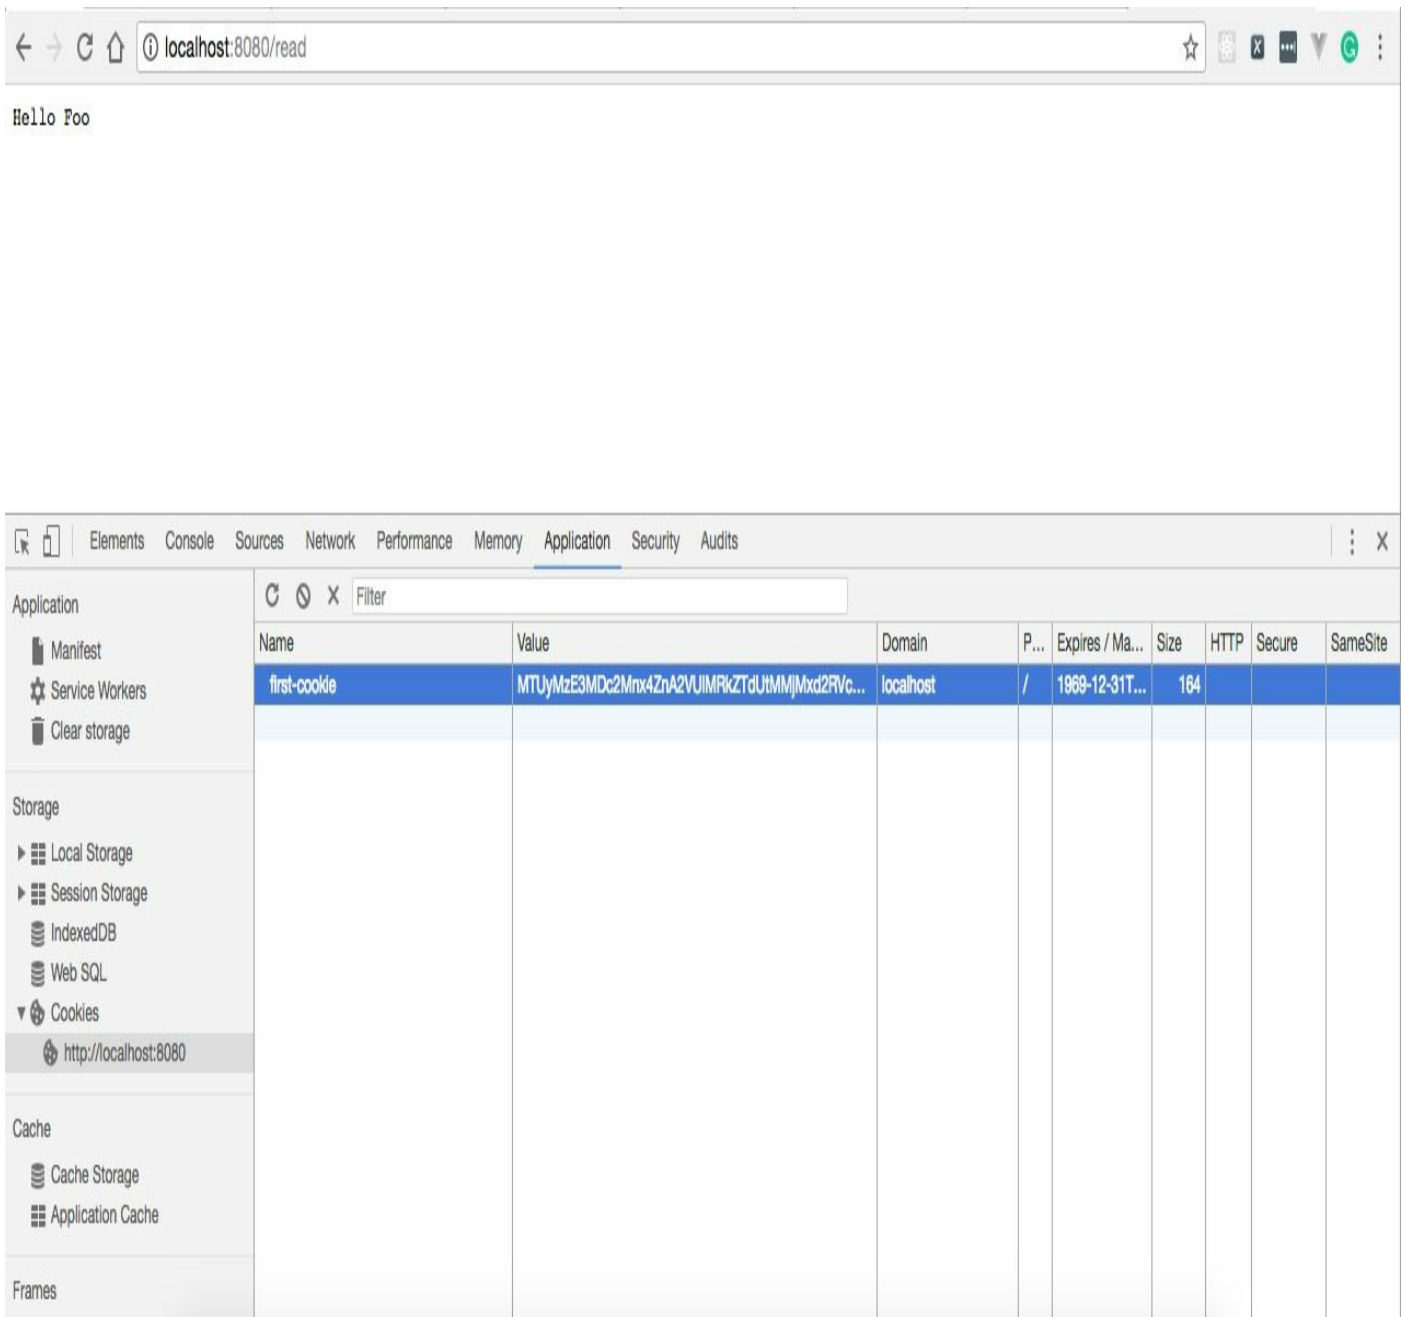 localhost:8080/read
Hello Foo
Elements Console Sources Network Performance Memory Application Security Audits
Application
Filter
Manifest
Service Workers
Clear storage
Name Value Domain P... Expires / Ma... Size HTTP Secure SameSite
first-cookie localhost / 1969-12-31T... 164
Storage
Local Storage
Session Storage
IndexedDB
Web SQL
Cookies
http://localhost:8080
Cache
Cache Storage
Application Cache
Frames